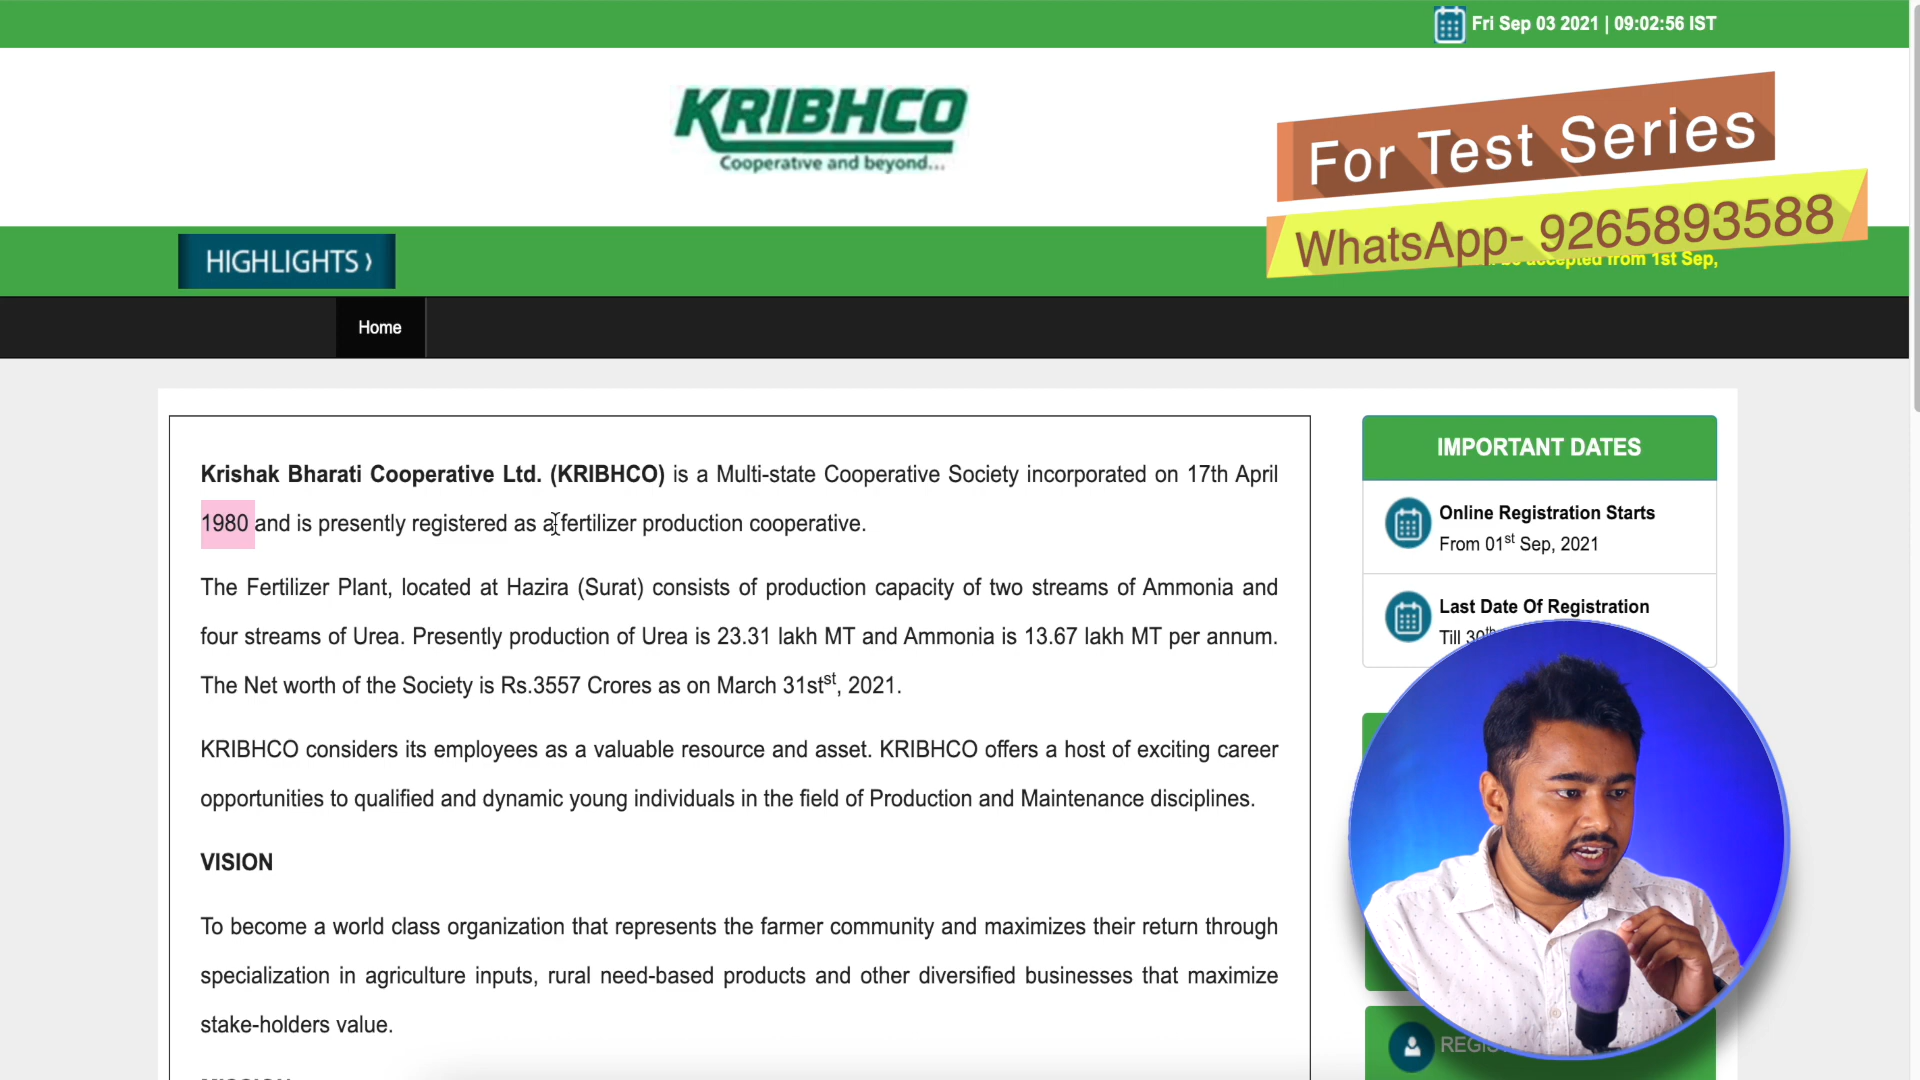 Fri Sep 03 2021 | 09:02:56 IST
KRIBHCO
Cooperative and beyond...
For Test Series
WhatsApp- 9265893588
HIGHLIGHTS ›
be accepted from 1st Sep,
Home
Krishak Bharati Cooperative Ltd. (KRIBHCO) is a Multi-state Cooperative Society incorporated on 17th April
1980 and is presently registered as a fertilizer production cooperative.
The Fertilizer Plant, located at Hazira (Surat) consists of production capacity of two streams of Ammonia and
four streams of Urea. Presently production of Urea is 23.31 lakh MT and Ammonia is 13.67 lakh MT per annum.
The Net worth of the Society is Rs.3557 Crores as on March 31st st, 2021.
KRIBHCO considers its employees as a valuable resource and asset. KRIBHCO offers a host of exciting career
opportunities to qualified and dynamic young individuals in the field of Production and Maintenance disciplines.
VISION
To become a world class organization that represents the farmer community and maximizes their return through
specialization in agriculture inputs, rural need-based products and other diversified businesses that maximize
stake-holders value.
IMPORTANT DATES
Online Registration Starts
From 01st Sep, 2021
Last Date Of Registration
Till 30th